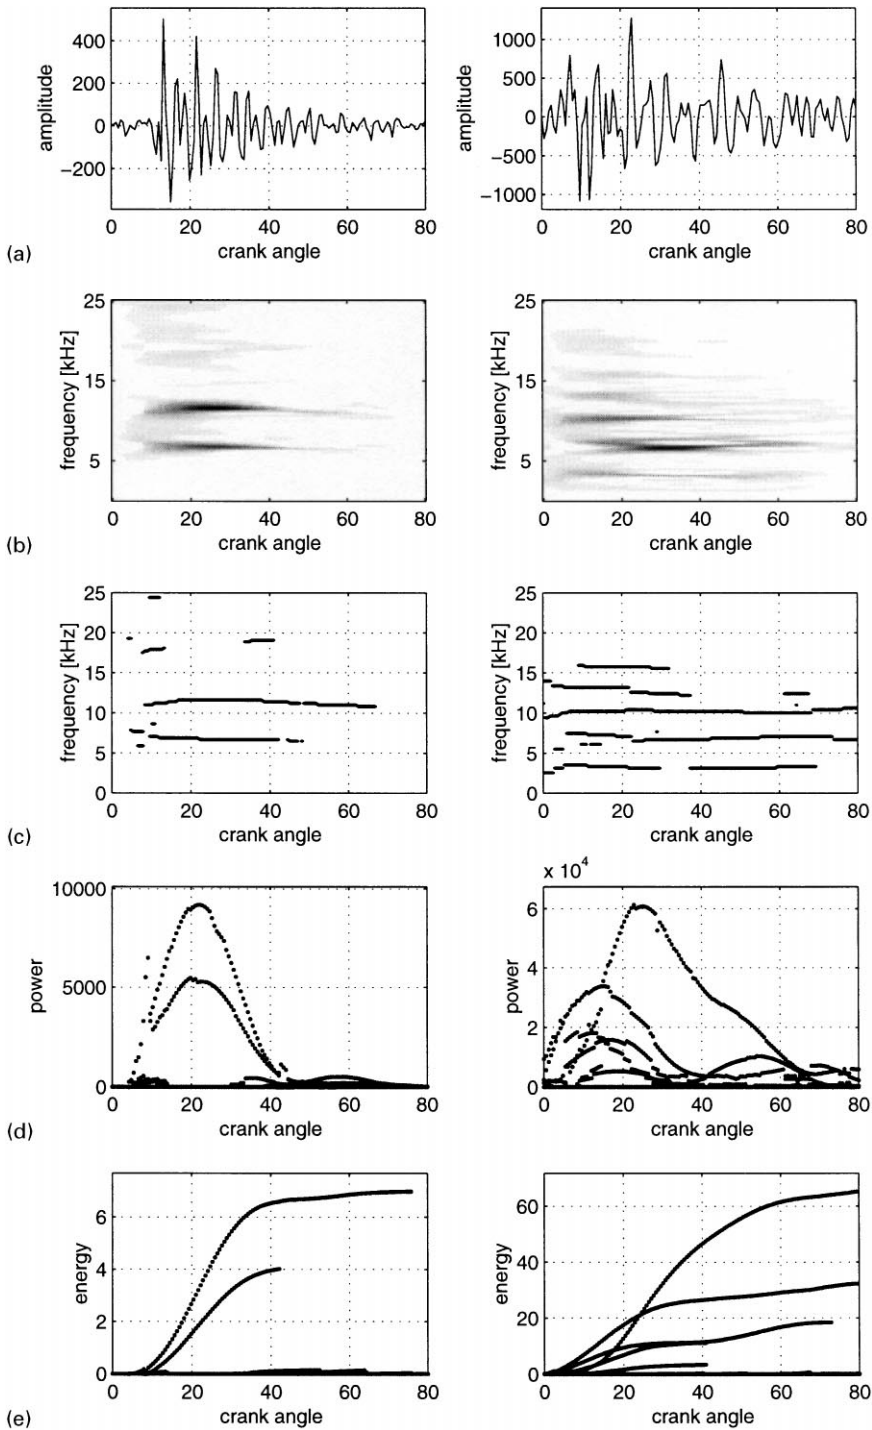 amplitude
400
200
0
−200
0 20 40 60 80
crank angle
amplitude
1000
500
0
−500
−1000
0 20 40 60 80
crank angle
(a)
frequency [kHz]
25
15
5
0 20 40 60 80
crank angle
frequency [kHz]
25
15
5
0 20 40 60 80
crank angle
(b)
frequency [kHz]
25
20
15
10
5
0
0 20 40 60 80
crank angle
frequency [kHz]
25
20
15
10
5
0
0 20 40 60 80
crank angle
(c)
power
10000
5000
0
0 20 40 60 80
crank angle
x 10^4
power
6
4
2
0
0 20 40 60 80
crank angle
(d)
energy
6
4
2
0
0 20 40 60 80
crank angle
energy
60
40
20
0
0 20 40 60 80
crank angle
(e)